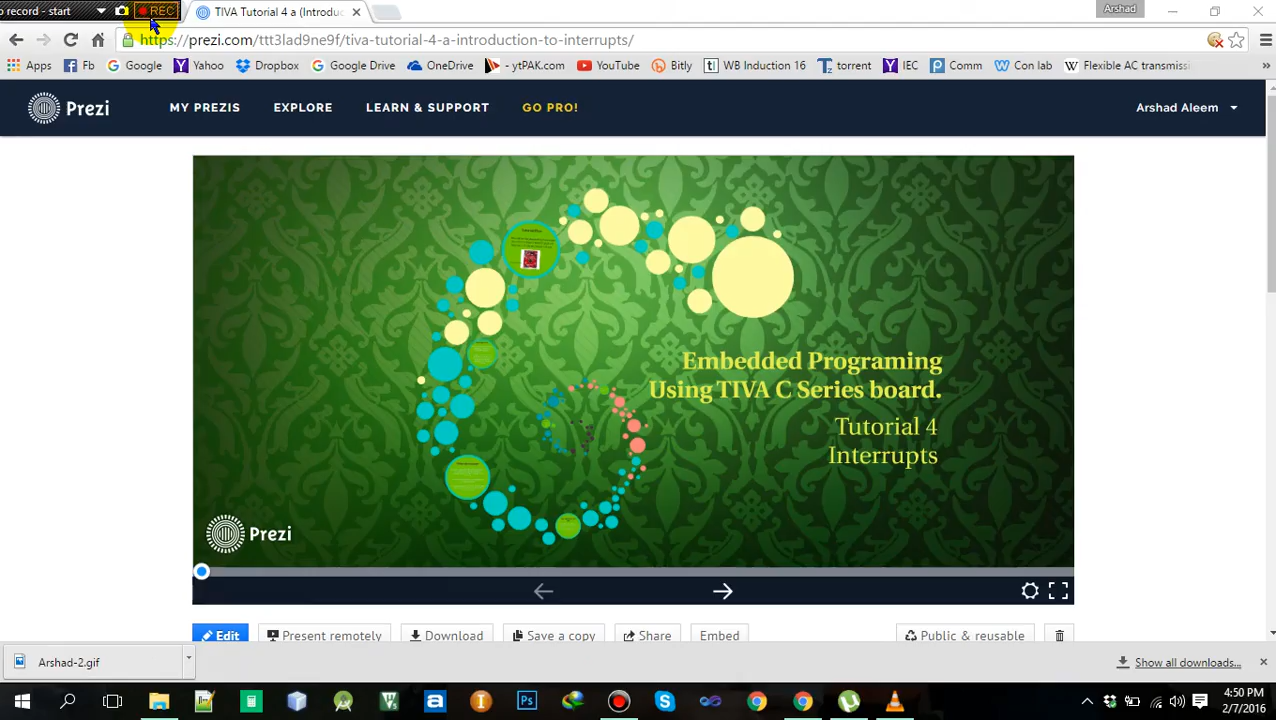 o record - start
REC
TIVA Tutorial 4 a (Introduc
Arshad
https://prezi.com/ttt3lad9ne9f/tiva-tutorial-4-a-introduction-to-interrupts/
Apps Fb Google Yahoo Dropbox Google Drive OneDrive - ytPAK.com YouTube Bitly WB Induction 16 torrent IEC Comm Con lab Flexible AC transmissi
Prezi MY PREZIS EXPLORE LEARN & SUPPORT GO PRO! Arshad Aleem
Embedded Programing
Using TIVA C Series board.
Tutorial 4
Interrupts
Prezi
Edit Present remotely Download Save a copy Share Embed Public & reusable
Arshad-2.gif Show all downloads...
4:50 PM
2/7/2016